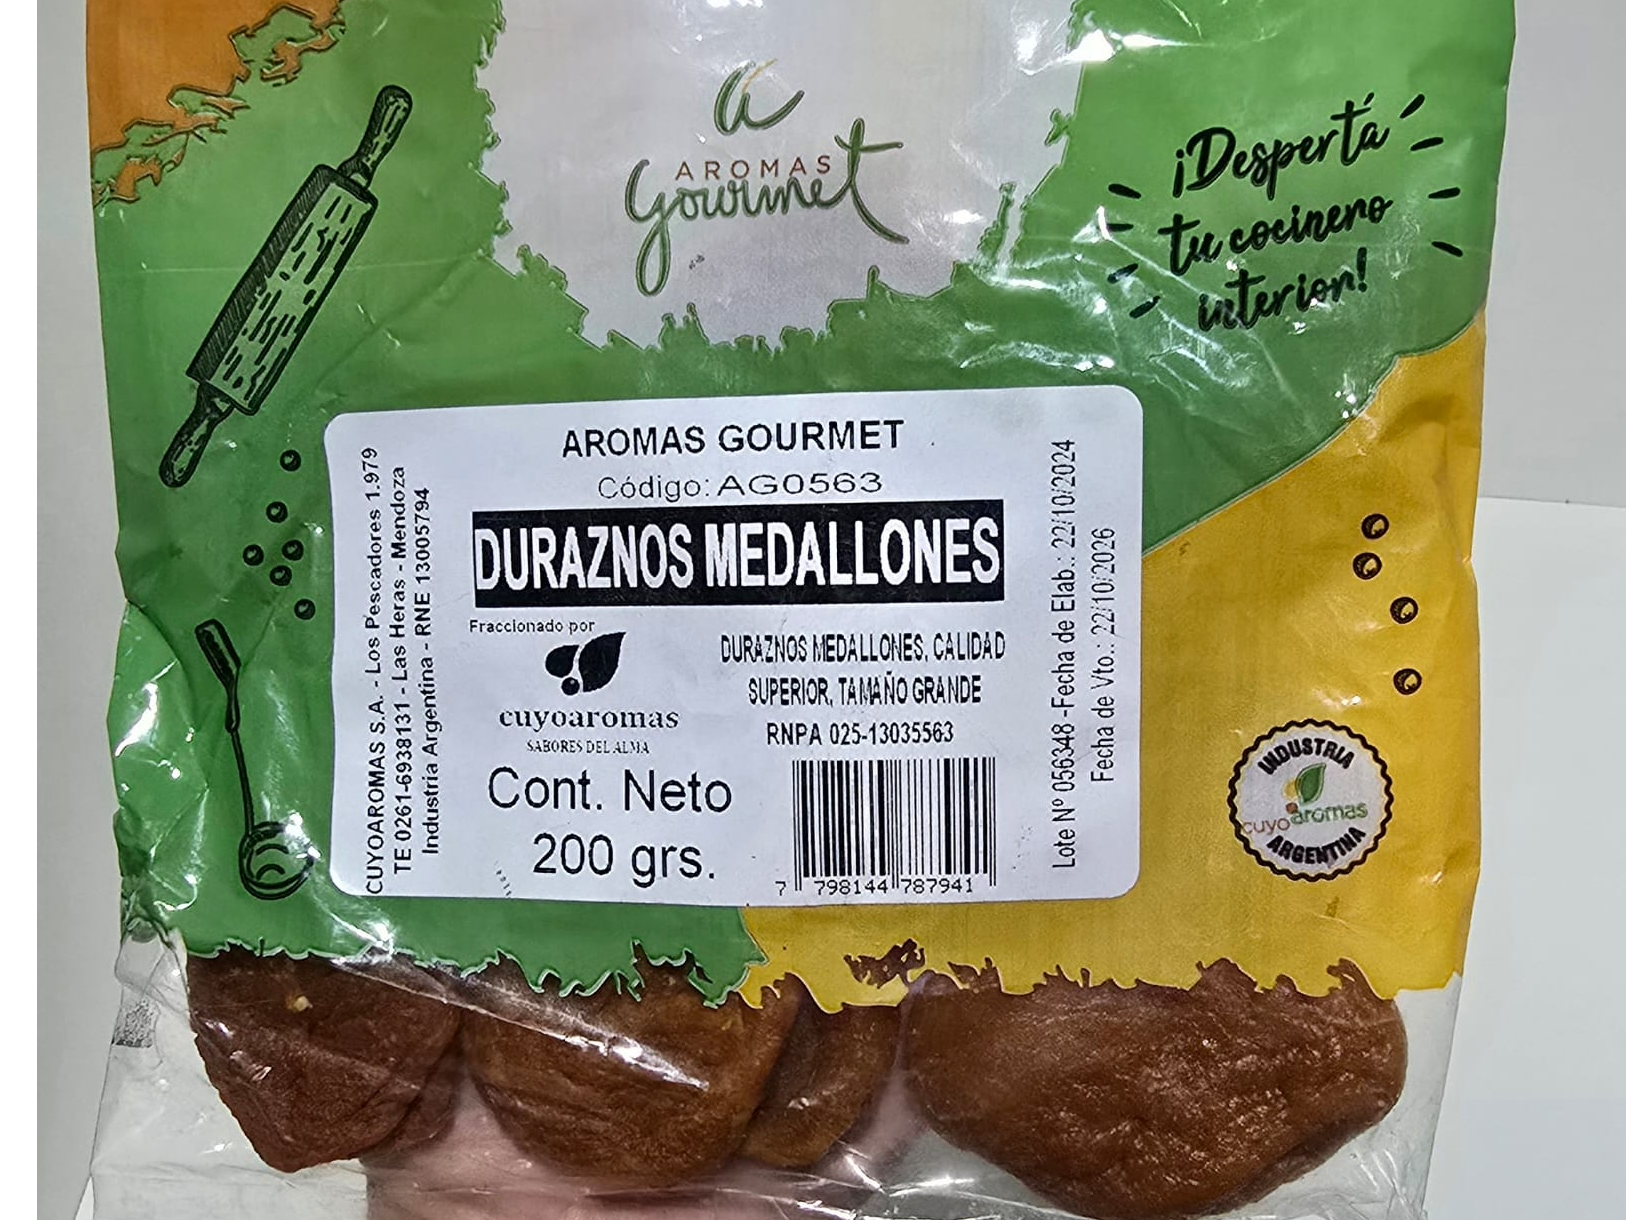 a
AROMAS
gourmet
¡Despertá
tu cocinero
interior!
CUYOAROMAS S.A. - Los Pescadores 1.979
TE 0261-6938131 - Las Heras - Mendoza
Industria Argentina - RNE 13005794
AROMAS GOURMET
Código: AG0563
DURAZNOS MEDALLONES
Fraccionado por
cuyoaromas
SABORES DEL ALMA
DURAZNOS MEDALLONES, CALIDAD
SUPERIOR, TAMAÑO GRANDE
RNPA 025-13035563
Cont. Neto
200 grs.
7 798144 787941
Lote Nº 056348 -Fecha de Elab.: 22/10/2024
Fecha de Vto.: 22/10/2026
INDUSTRIA
cuyoaromas
ARGENTINA